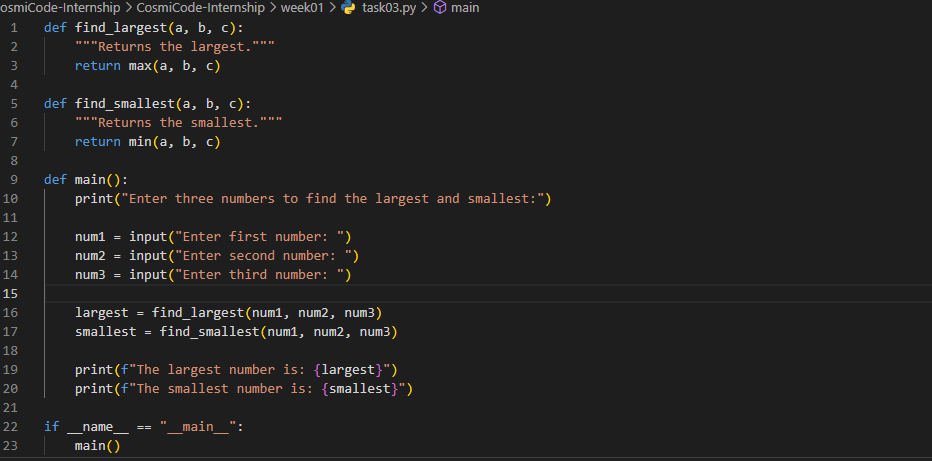 osmiCode-Internship > CosmiCode-Internship > week01 > task03.py > main
1 def find_largest(a, b, c):
2     """Returns the largest."""
3     return max(a, b, c)
4
5 def find_smallest(a, b, c):
6     """Returns the smallest."""
7     return min(a, b, c)
8
9 def main():
10     print("Enter three numbers to find the largest and smallest:")
11
12     num1 = input("Enter first number: ")
13     num2 = input("Enter second number: ")
14     num3 = input("Enter third number: ")
15
16     largest = find_largest(num1, num2, num3)
17     smallest = find_smallest(num1, num2, num3)
18
19     print(f"The largest number is: {largest}")
20     print(f"The smallest number is: {smallest}")
21
22 if __name__ == "__main__":
23     main()